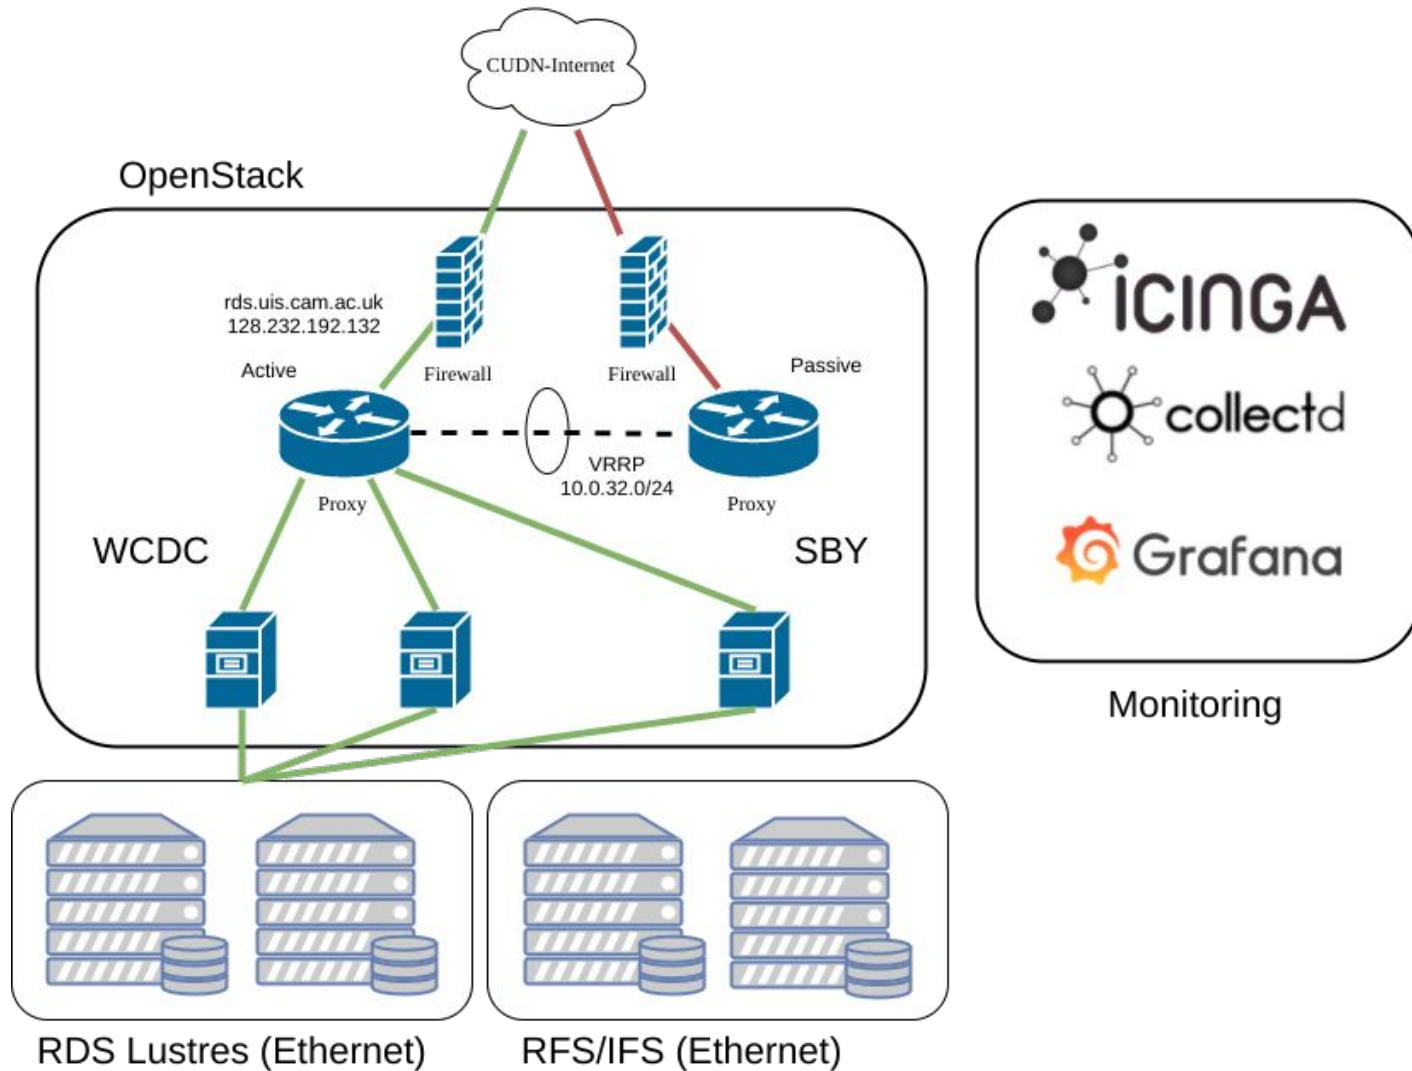 CUDN-Internet
OpenStack
rds.uis.cam.ac.uk
128.232.192.132
Active
Firewall
Firewall
Passive
VRRP
10.0.32.0/24
Proxy
Proxy
WCDC
SBY
ICINGA
collectd
Grafana
Monitoring
RDS Lustres (Ethernet)
RFS/IFS (Ethernet)